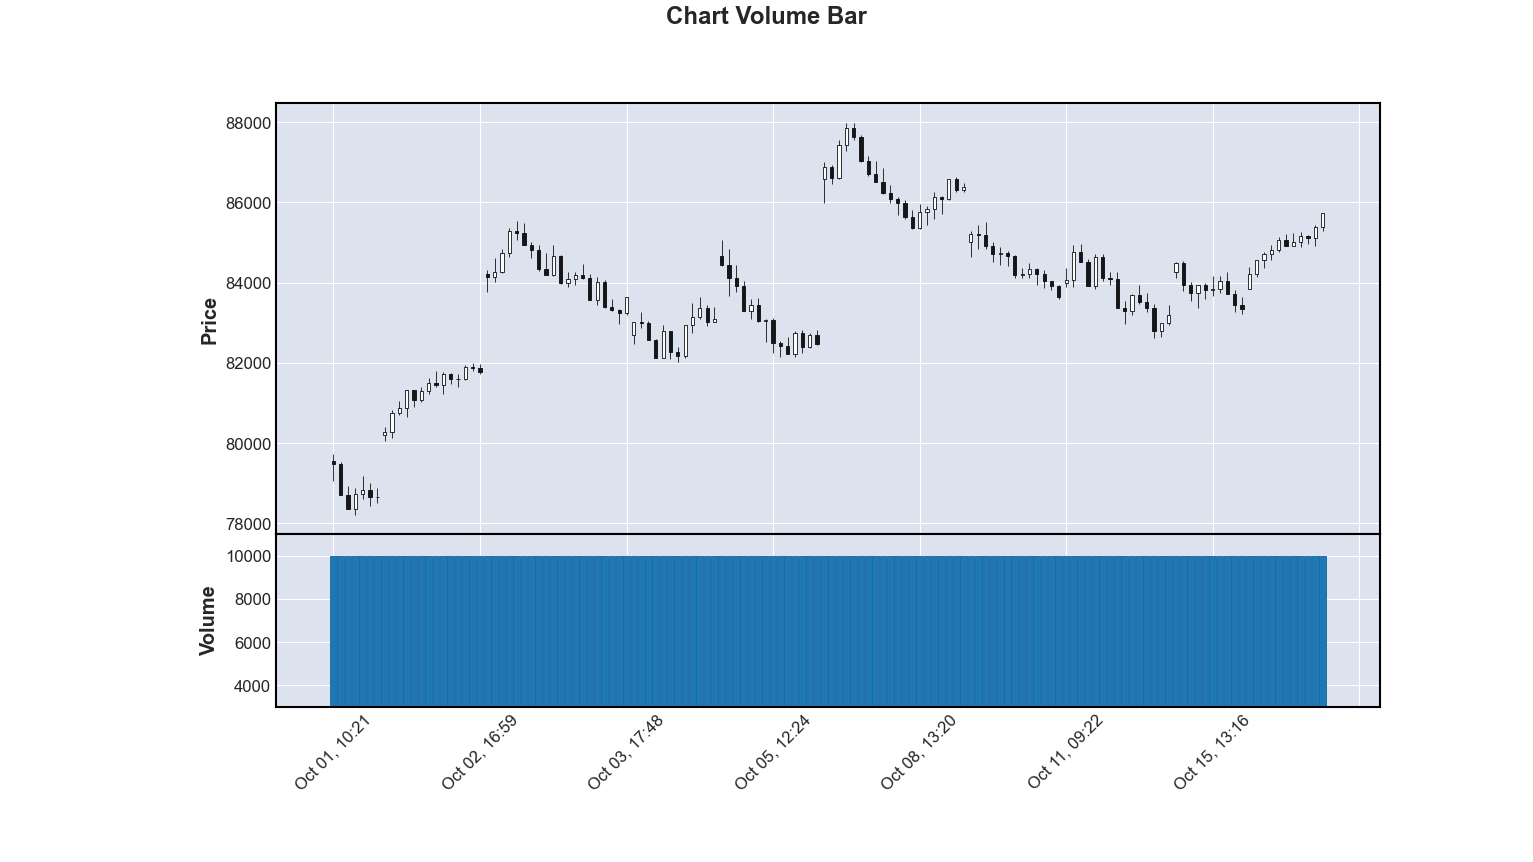 Chart Volume Bar
88000
86000
84000
82000
80000
78000
Price
10000
8000
6000
4000
Volume
Oct 01, 10:21
Oct 02, 16:59
Oct 03, 17:48
Oct 05, 12:24
Oct 08, 13:20
Oct 11, 09:22
Oct 15, 13:16